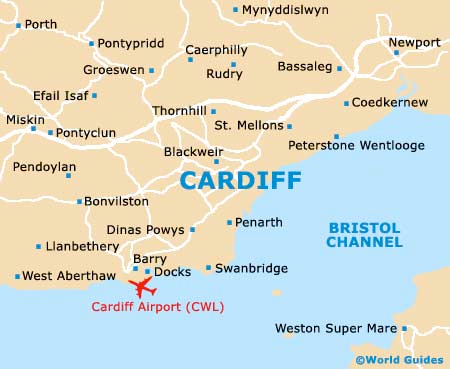 Mynyddislwyn
Porth
Pontypridd
Caerphilly
Newport
Groeswen
Rudry
Bassaleg
Efail Isaf
Coedkernew
Thornhill
Miskin
Pontyclun
St. Mellons
Peterstone Wentlooge
Blackweir
Pendoylan
CARDIFF
Bonvilston
Penarth
Dinas Powys
BRISTOL
CHANNEL
Llanbethery
Barry
Swanbridge
West Aberthaw
Docks
Cardiff Airport (CWL)
Weston Super Mare
©World Guides